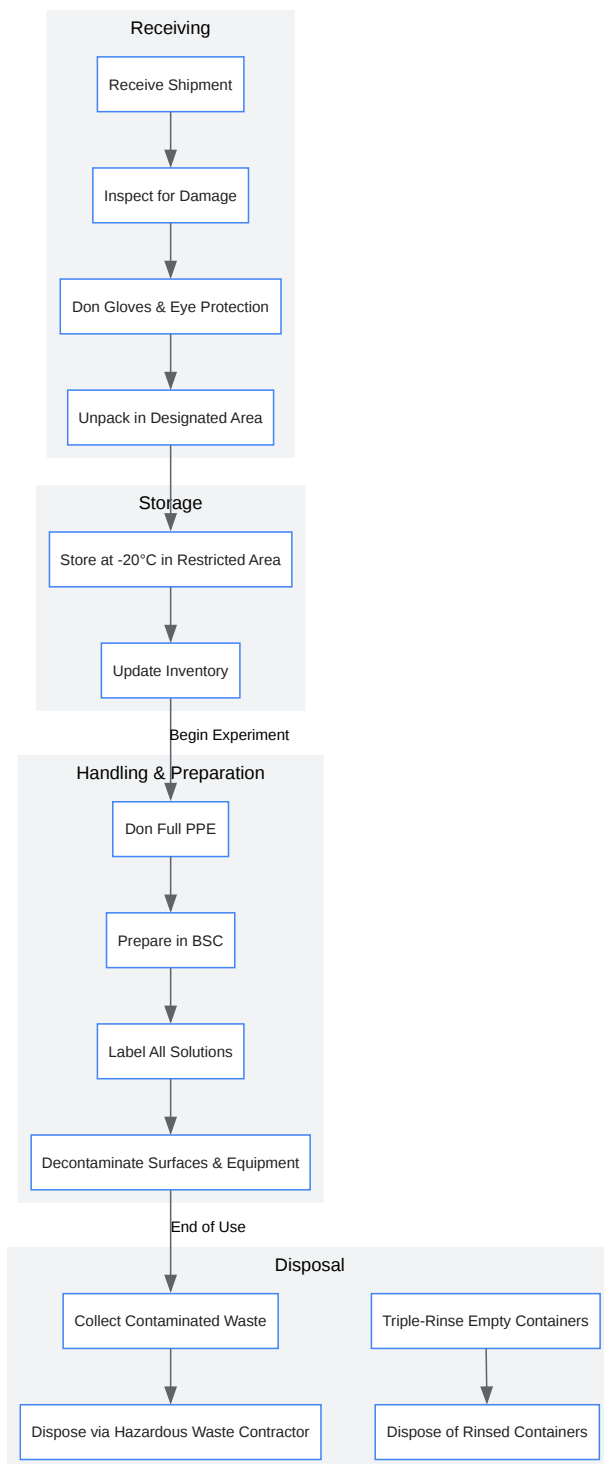 Receiving
Receive Shipment
Inspect for Damage
Don Gloves & Eye Protection
Unpack in Designated Area
Storage
Store at -20°C in Restricted Area
Update Inventory
Begin Experiment
Handling & Preparation
Don Full PPE
Prepare in BSC
Label All Solutions
Decontaminate Surfaces & Equipment
End of Use
Disposal
Collect Contaminated Waste
Triple-Rinse Empty Containers
Dispose via Hazardous Waste Contractor
Dispose of Rinsed Containers